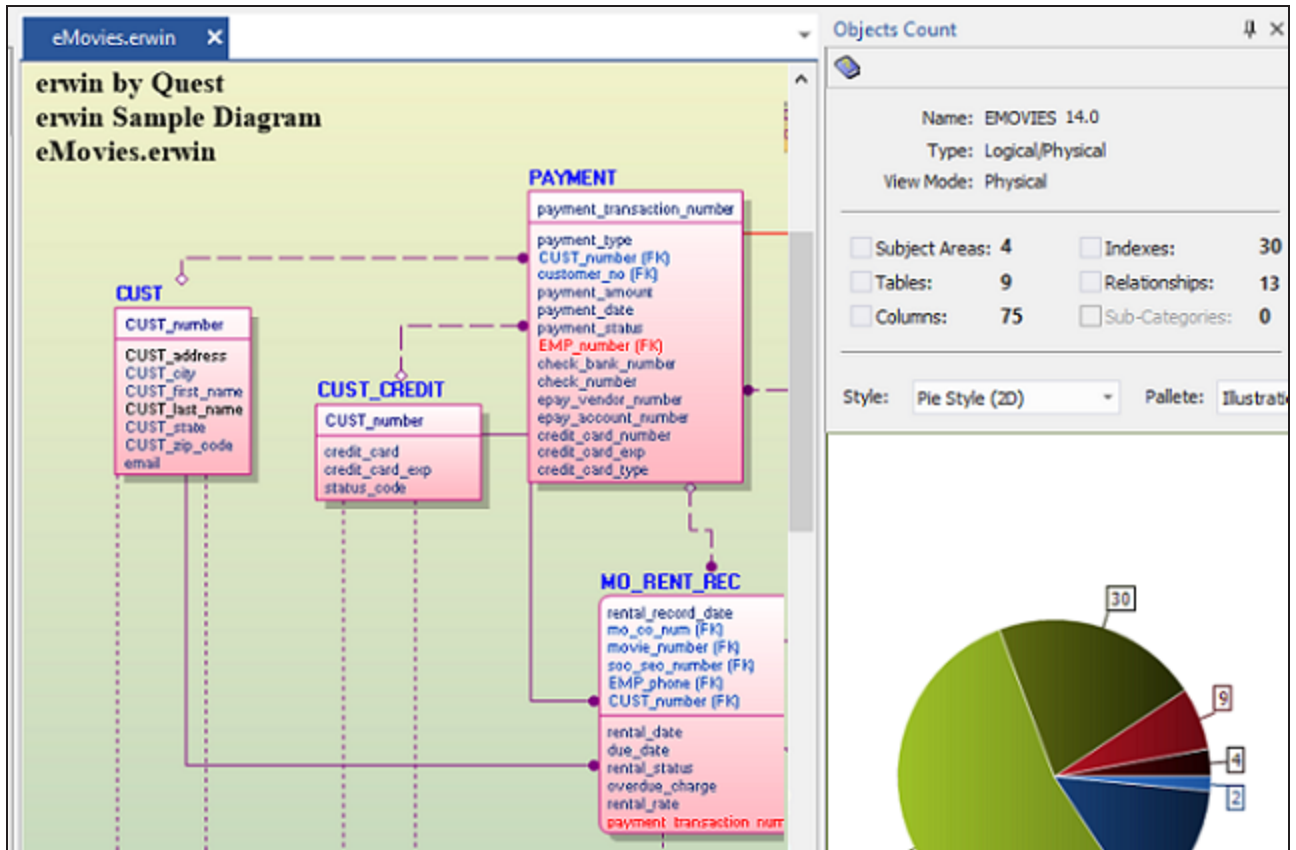 eMovies.erwin
erwin by Quest
erwin Sample Diagram
eMovies.erwin
PAYMENT
payment_transaction_number
payment_type
CUST_number (FK)
customer_no (FK)
payment_amount
payment_date
payment_status
EMP_number (FK)
check_bank_number
check_number
epay_vendor_number
epay_account_number
credit_card_number
credit_card_exp
credit_card_type
CUST
CUST_number
CUST_address
CUST_city
CUST_first_name
CUST_last_name
CUST_state
CUST_zip_code
email
CUST_CREDIT
CUST_number
credit_card
credit_card_exp
status_code
MO_RENT_REC
rental_record_date
mo_co_num (FK)
movie_number (FK)
soc_sec_number (FK)
EMP_phone (FK)
CUST_number (FK)
rental_date
due_date
rental_status
overdue_charge
rental_rate
payment_transaction_num
Objects Count
Name: EMOVIES 14.0
Type: Logical/Physical
View Mode: Physical
Subject Areas: 4 Indexes: 30
Tables: 9 Relationships: 13
Columns: 75 Sub-Categories: 0
Style: Pie Style (2D) Pallete: Illustrati
30
9
4
2